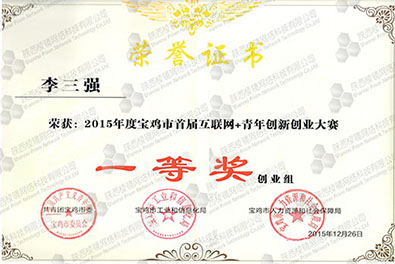 荣誉证书
李三强
荣获：2015年度宝鸡市首届互联网+青年创新创业大赛
一等奖 创业组
共青团宝鸡市委 宝鸡市工业和信息化局 宝鸡市人力资源和社会保障局
2015年12月26日